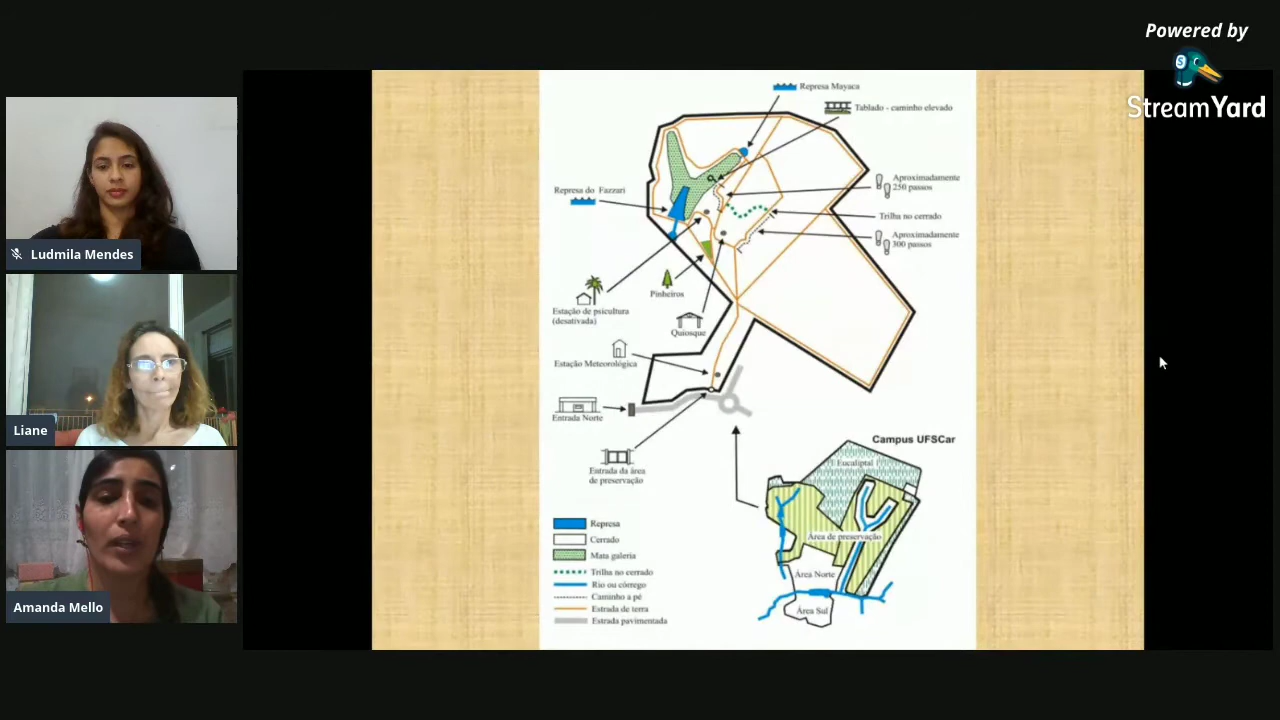 Powered by
StreamYard
Ludmila Mendes
Liane
Amanda Mello
Represa Mayaca
Tablado - caminho elevado
Represa do Fazzari
Aproximadamente
250 passos
Trilha no cerrado
Aproximadamente
300 passos
Pinheiros
Estação de psicultura
(desativada)
Quiosque
Estação Meteorológica
Entrada Norte
Entrada da área
de preservação
Campus UFSCar
Eucaliptal
Área de preservação
Área Norte
Área Sul
Represa
Cerrado
Mata galeria
Trilha no cerrado
Rio ou córrego
Caminho a pé
Estrada de terra
Estrada pavimentada